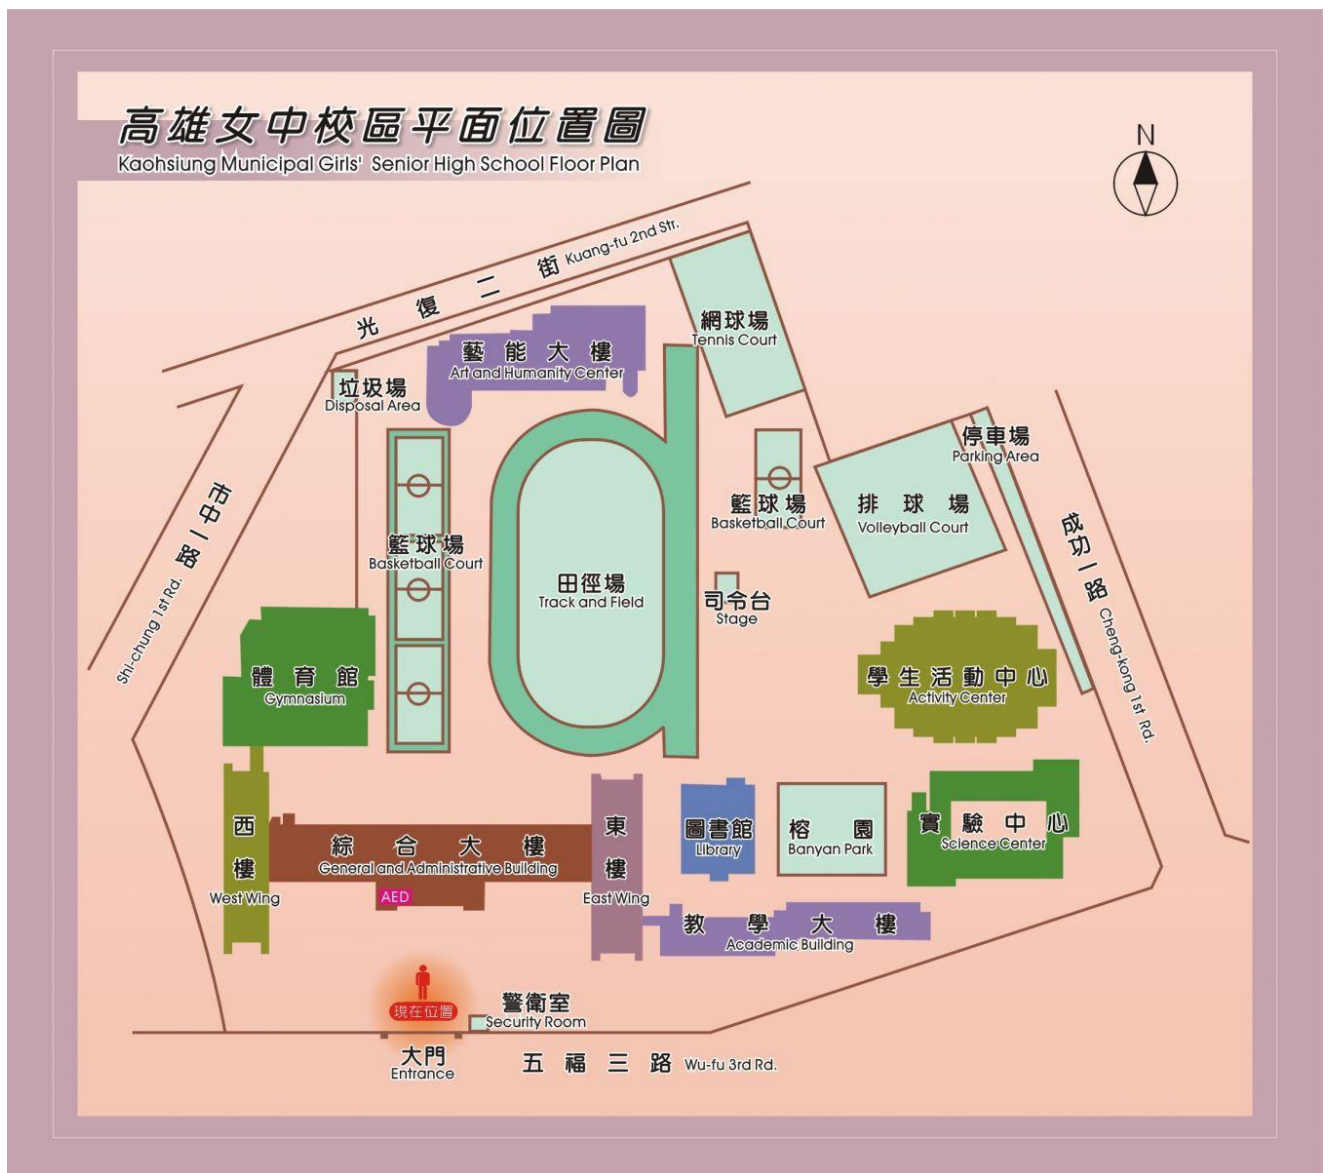 高雄女中校區平面位置圖
Kaohsiung Municipal Girls' Senior High School Floor Plan
N
光復二街 Kuang-fu 2nd Str.
網球場
Tennis Court
藝能大樓
Art and Humanity Center
垃圾場
Disposal Area
停車場
Parking Area
市中一路 Shi-chung 1st Rd.
籃球場
Basketball Court
排球場
Volleyball Court
成功一路 Cheng-kong 1st Rd.
籃球場
Basketball Court
田徑場
Track and Field
司令台
Stage
體育館
Gymnasium
學生活動中心
Activity Center
西樓
West Wing
綜合大樓
General and Administrative Building
AED
東樓
East Wing
圖書館
Library
榕園
Banyan Park
實驗中心
Science Center
教學大樓
Academic Building
現在位置
警衛室
Security Room
大門
Entrance
五福三路 Wu-fu 3rd Rd.